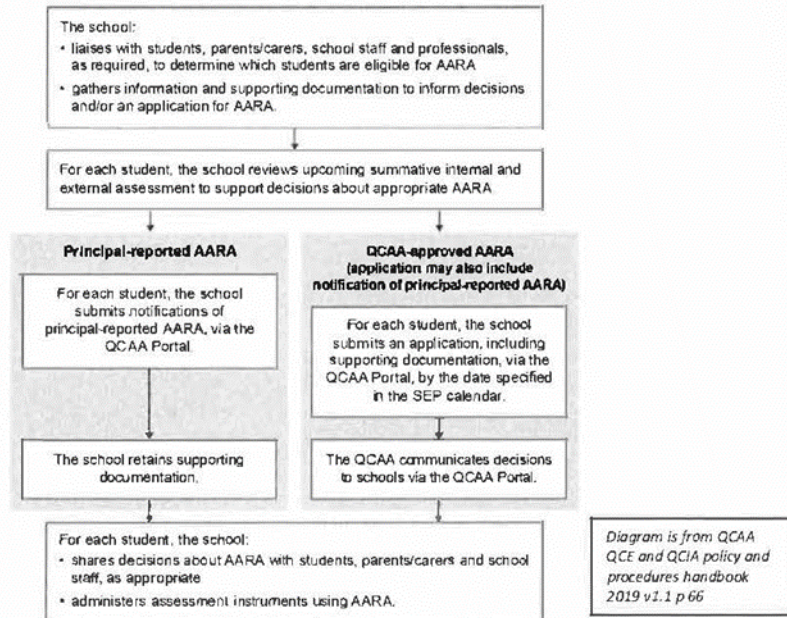 The school:
• liaises with students, parents/carers, school staff and professionals,
as required, to determine which students are eligible for AARA
• gathers information and supporting documentation to inform decisions
and/or an application for AARA.
For each student, the school reviews upcoming summative internal and
external assessment to support decisions about appropriate AARA
Principal-reported AARA
For each student, the school
submits notifications of
principal-reported AARA, via the
QCAA Portal.
The school retains supporting
documentation.
QCAA-approved AARA
(application may also include
notification of principal-reported AARA)
For each student, the school
submits an application, including
supporting documentation, via the
QCAA Portal, by the date specified
in the SEP calendar.
The QCAA communicates decisions
to schools via the QCAA Portal.
For each student, the school:
• shares decisions about AARA with students, parents/carers and school
staff, as appropriate
• administers assessment instruments using AARA.
Diagram is from QCAA
QCE and QCIA policy and
procedures handbook
2019 v1.1 p 66